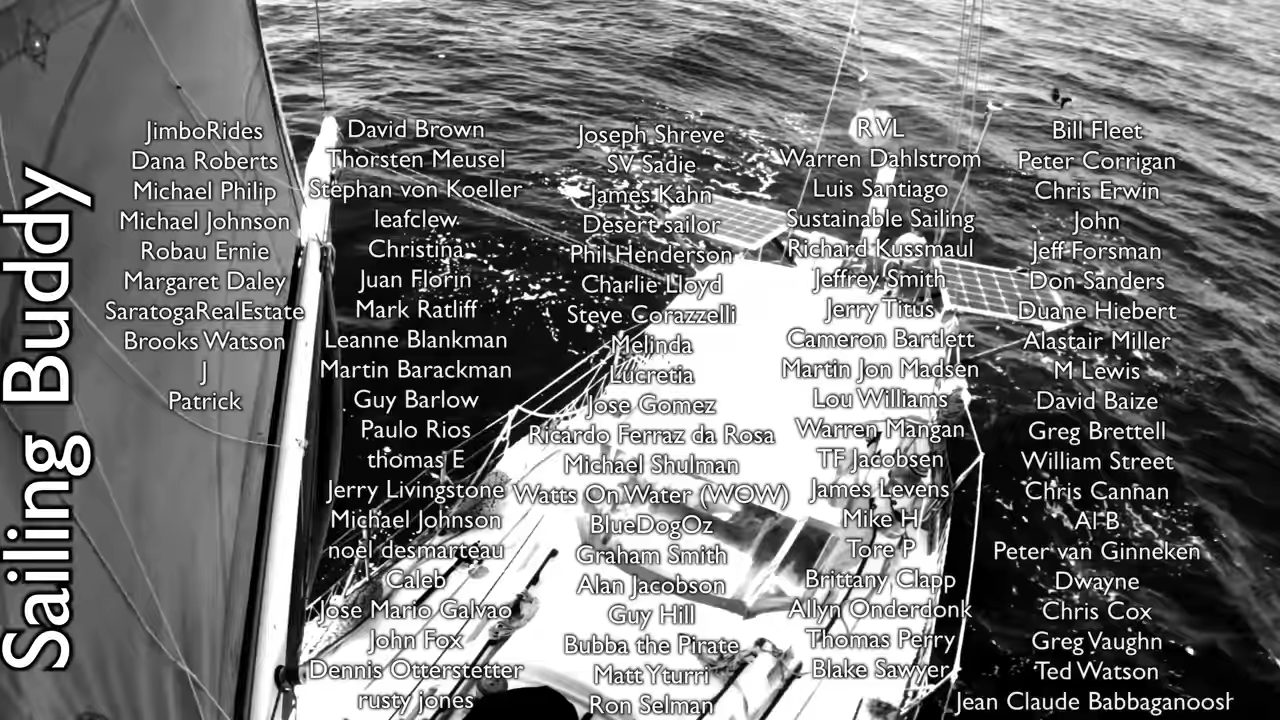 Sailing Buddy
JimboRides
Dana Roberts
Michael Philip
Michael Johnson
Robau Ernie
Margaret Daley
SaratogaRealEstate
Brooks Watson
J
Patrick
David Brown
Thorsten Meusel
Stephan von Koeller
leafclew
Christina
Juan Florin
Mark Ratliff
Leanne Blankman
Martin Barackman
Guy Barlow
Paulo Rios
thomas E
Jerry Livingstone
Michael Johnson
noel desmarteau
Caleb
Jose Mario Galvao
John Fox
Dennis Otterstetter
rusty jones
Joseph Shreve
SV Sadie
James Kahn
Desert sailor
Phil Henderson
Charlie Lloyd
Steve Corazzelli
Melinda
Lucretia
Jose Gomez
Ricardo Ferraz da Rosa
Michael Shulman
Watts On Water (WOW)
BlueDogOz
Graham Smith
Alan Jacobson
Guy Hill
Bubba the Pirate
Matt Yturri
Ron Selman
RVL
Warren Dahlstrom
Luis Santiago
Sustainable Sailing
Richard Kussmaul
Jeffrey Smith
Jerry Titus
Cameron Bartlett
Martin Jon Madsen
Lou Williams
Warren Mangan
TF Jacobsen
James Levens
Mike H
Tore P
Brittany Clapp
Allyn Onderdonk
Thomas Perry
Blake Sawyer
Bill Fleet
Peter Corrigan
Chris Erwin
John
Jeff Forsman
Don Sanders
Duane Hiebert
Alastair Miller
M Lewis
David Baize
Greg Brettell
William Street
Chris Cannan
Al B
Peter van Ginneken
Dwayne
Chris Cox
Greg Vaughn
Ted Watson
Jean Claude Babbaganoosh